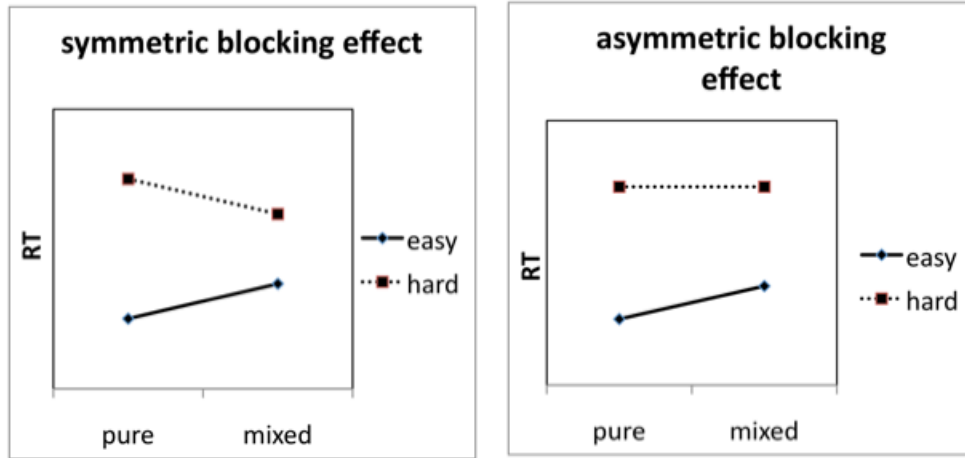 symmetric blocking effect
RT
easy
hard
pure mixed
asymmetric blocking
effect
RT
easy
hard
pure mixed